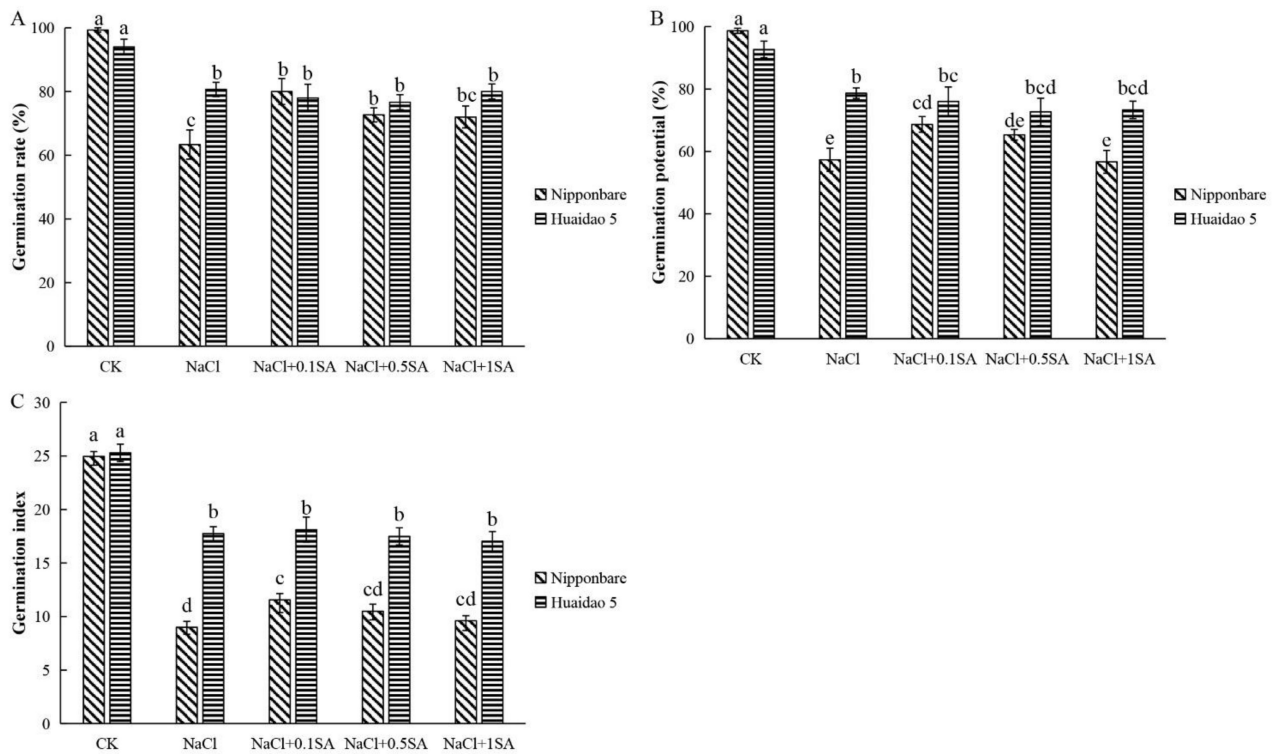 A
Germination rate (%)
100
80
60
40
20
0
a a
c b
b b
b b
bc b
CK NaCl NaCl+0.1SA NaCl+0.5SA NaCl+1SA
Nipponbare
Huaidao 5
B
Germination potential (%)
100
80
60
40
20
0
a a
e b
cd bc
de bcd
e bcd
CK NaCl NaCl+0.1SA NaCl+0.5SA NaCl+1SA
Nipponbare
Huaidao 5
C
Germination index
30
25
20
15
10
5
0
a a
d b
c b
cd b
cd b
CK NaCl NaCl+0.1SA NaCl+0.5SA NaCl+1SA
Nipponbare
Huaidao 5